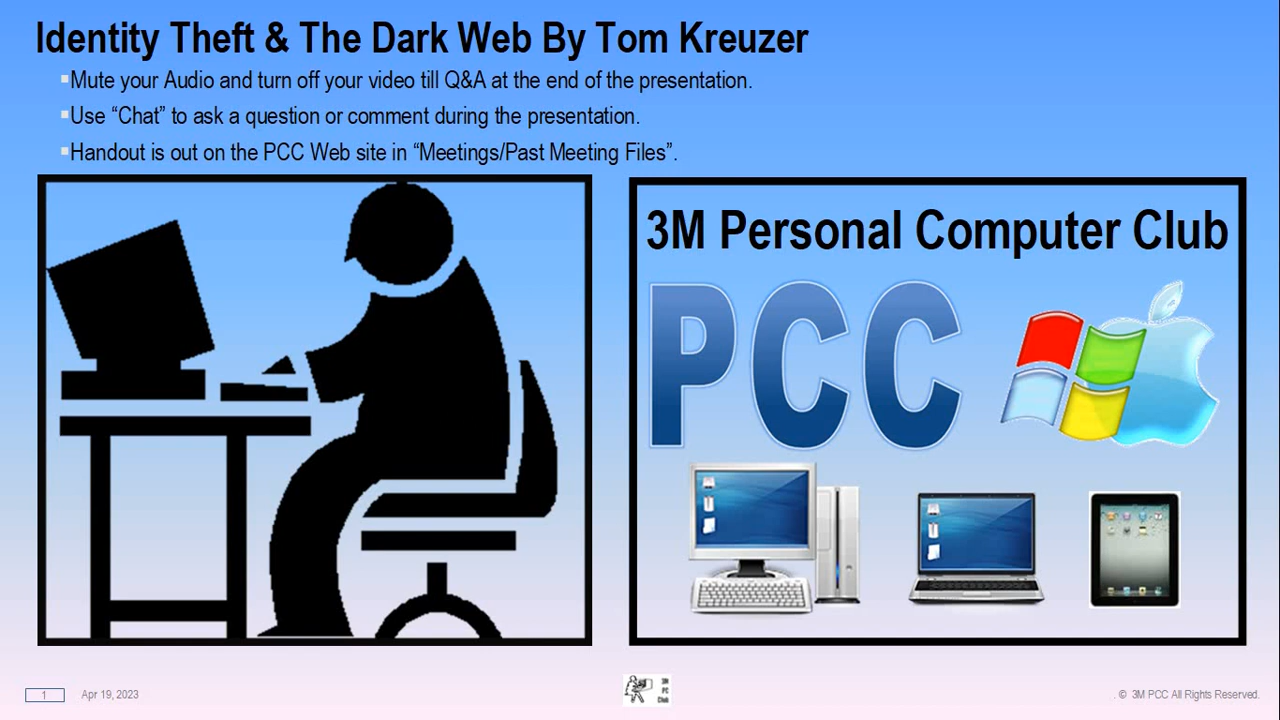 Identity Theft & The Dark Web By Tom Kreuzer
▪Mute your Audio and turn off your video till Q&A at the end of the presentation.
▪Use “Chat” to ask a question or comment during the presentation.
▪Handout is out on the PCC Web site in “Meetings/Past Meeting Files”.
3M Personal Computer Club
PCC
1 Apr 19, 2023
3M
PC
Club
. © 3M PCC All Rights Reserved.